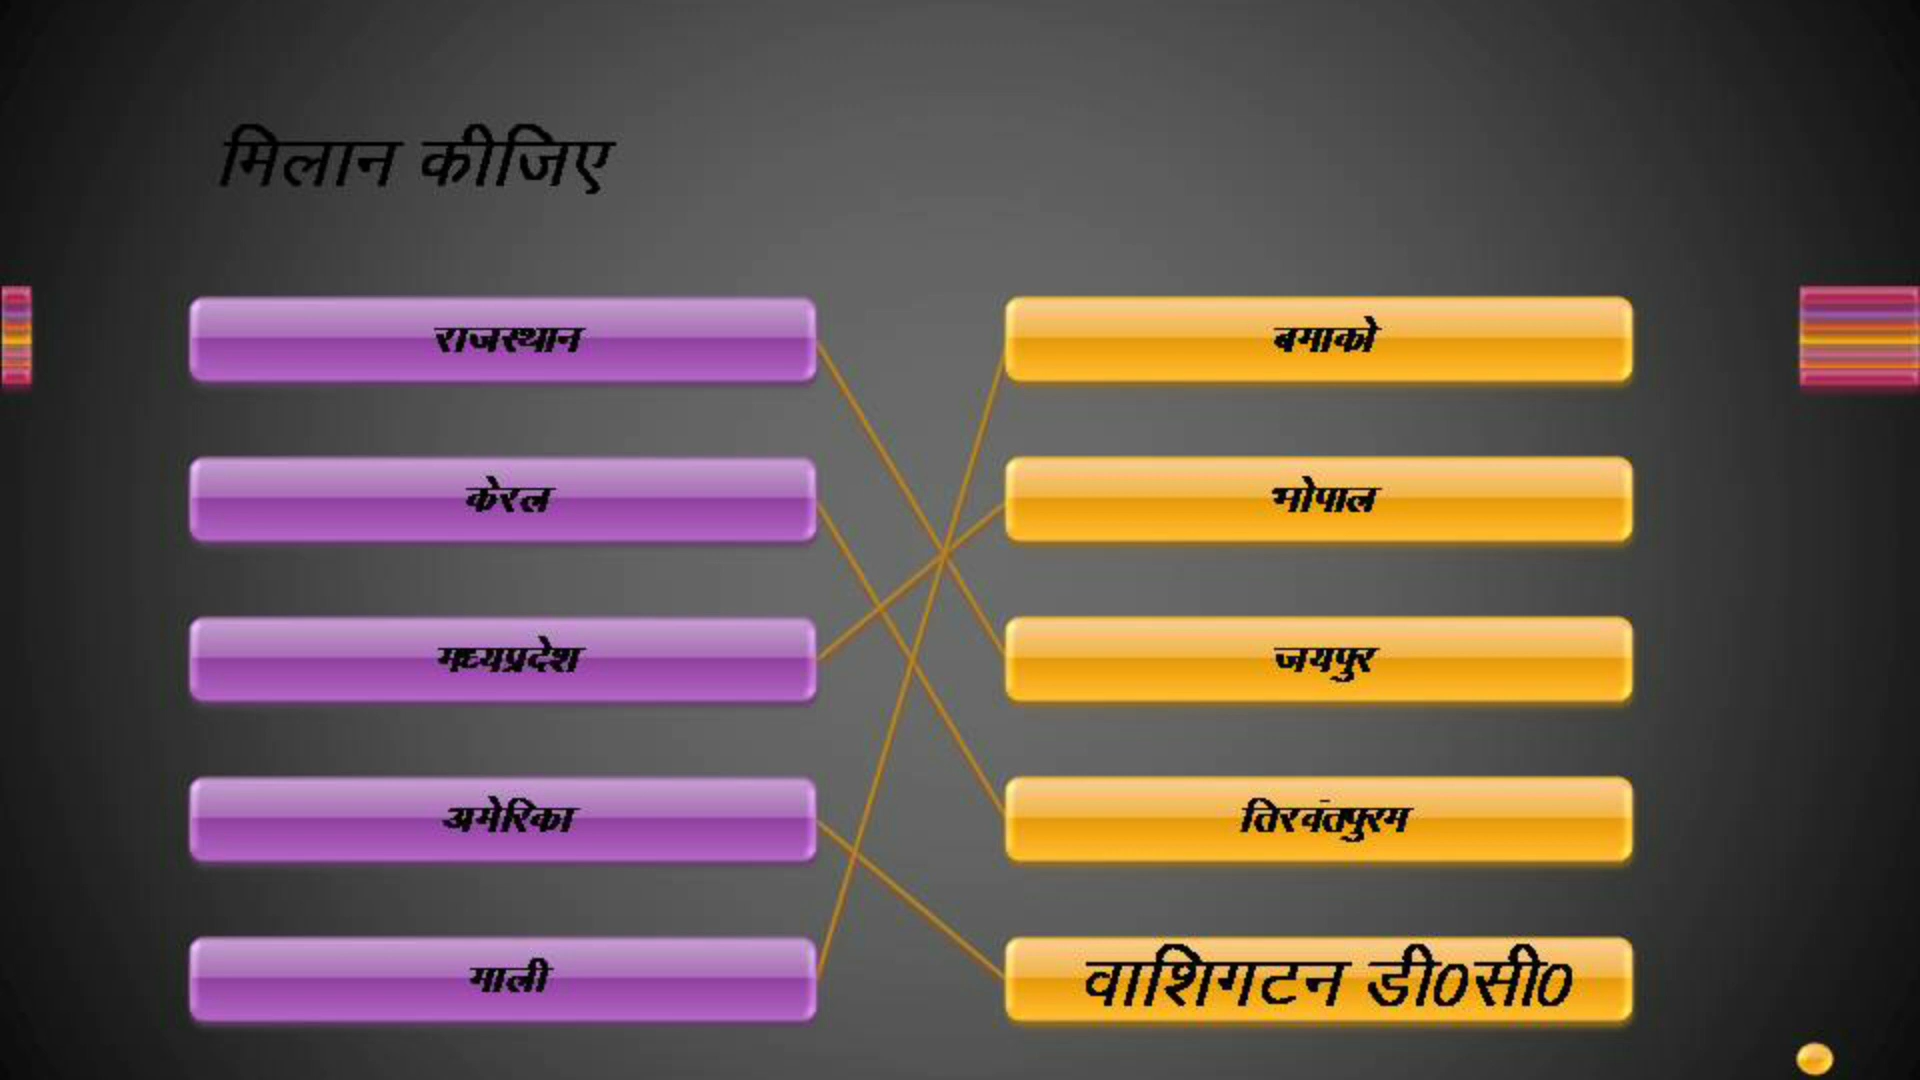 मिलान कीजिए
राजस्थान
बमाको
केरल
भोपाल
मध्यप्रदेश
जयपुर
अमेरिका
तिरवंतपुरम
माली
वाशिगटन डी0सी0